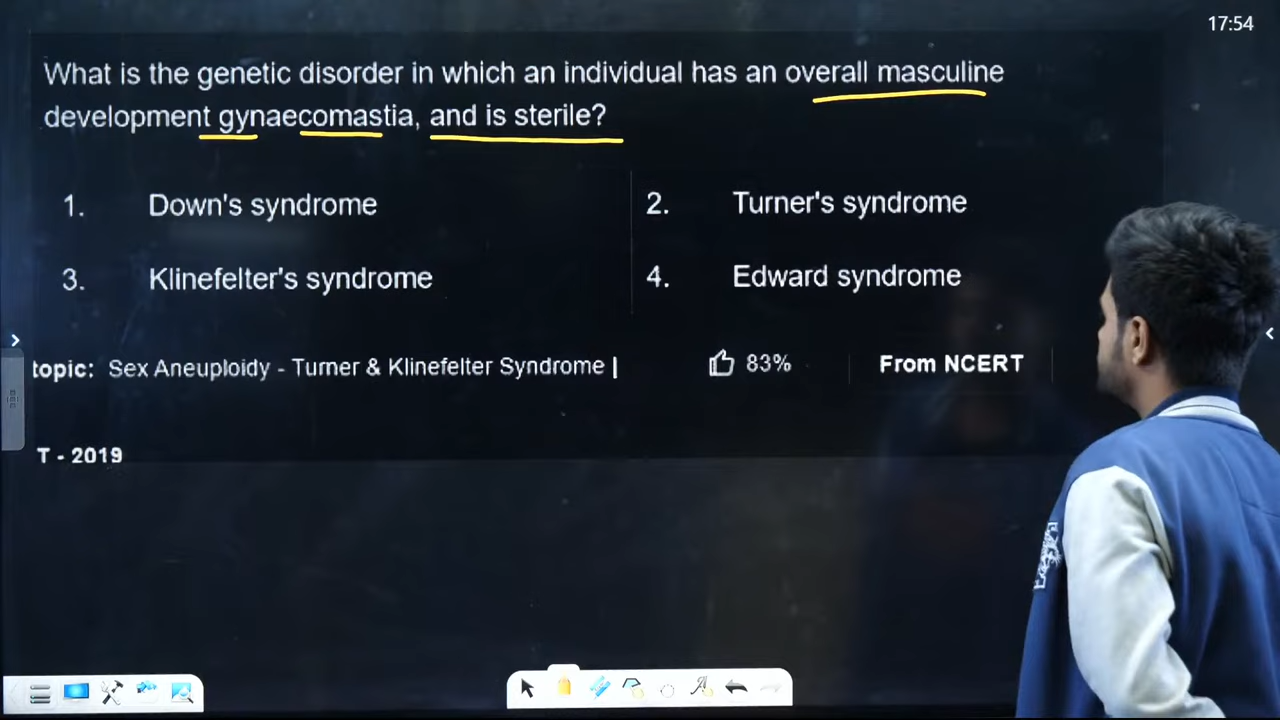 17:54
What is the genetic disorder in which an individual has an overall masculine
development gynaecomastia, and is sterile?
1. Down's syndrome
2. Turner's syndrome
3. Klinefelter's syndrome
4. Edward syndrome
topic: Sex Aneuploidy - Turner & Klinefelter Syndrome |
83%
From NCERT
T - 2019